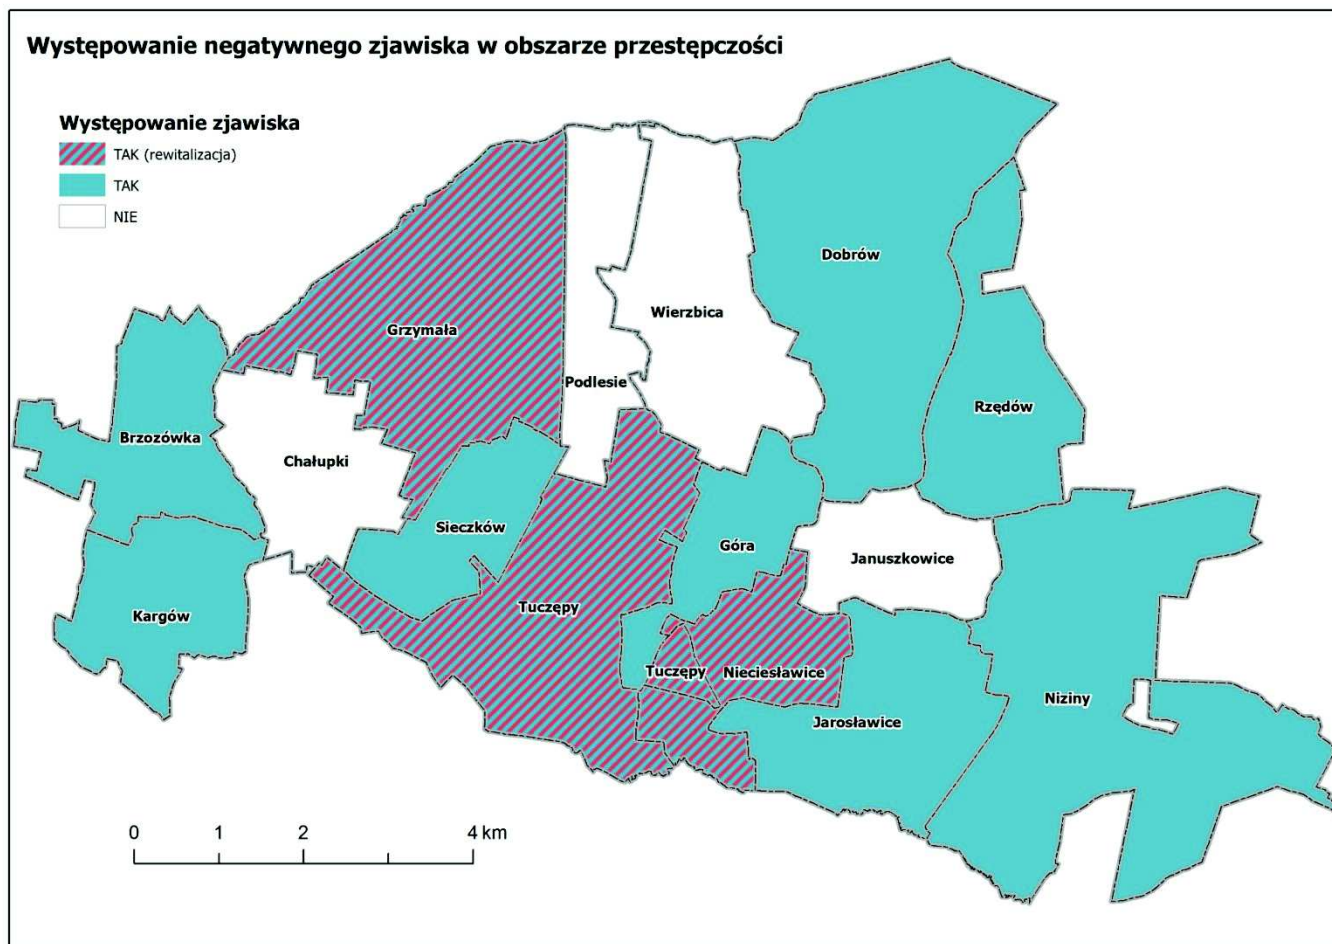 Występowanie negatywnego zjawiska w obszarze przestępczości
Występowanie zjawiska
TAK (rewitalizacja)
TAK
NIE
Dobrów
Wierzbica
Grzymała
Podlesie
Rzędów
Brzozówka
Chałupki
Sieczków
Góra
Januszkowice
Tuczępy
Kargów
Tuczępy
Nieciesławice
Niziny
Jarosławice
0 1 2 4 km